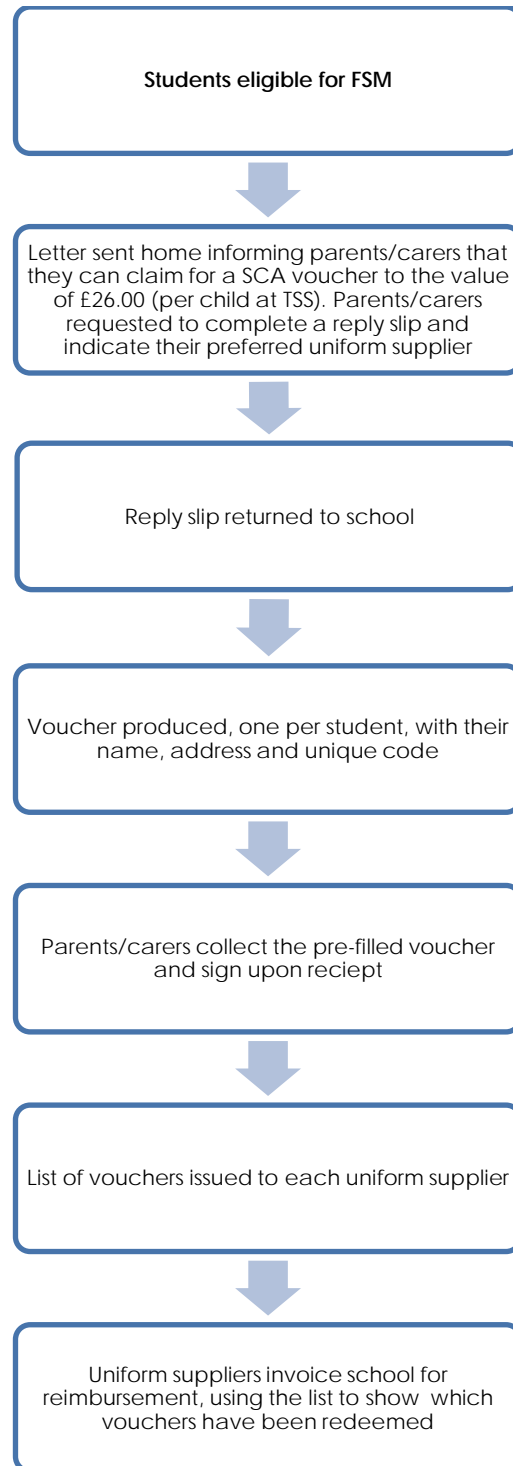 Students eligible for FSM
Letter sent home informing parents/carers that
they can claim for a SCA voucher to the value
of £26.00 (per child at TSS). Parents/carers
requested to complete a reply slip and
indicate their preferred uniform supplier
Reply slip returned to school
Voucher produced, one per student, with their
name, address and unique code
Parents/carers collect the pre-filled voucher
and sign upon reciept
List of vouchers issued to each uniform supplier
Uniform suppliers invoice school for
reimbursement, using the list to show which
vouchers have been redeemed